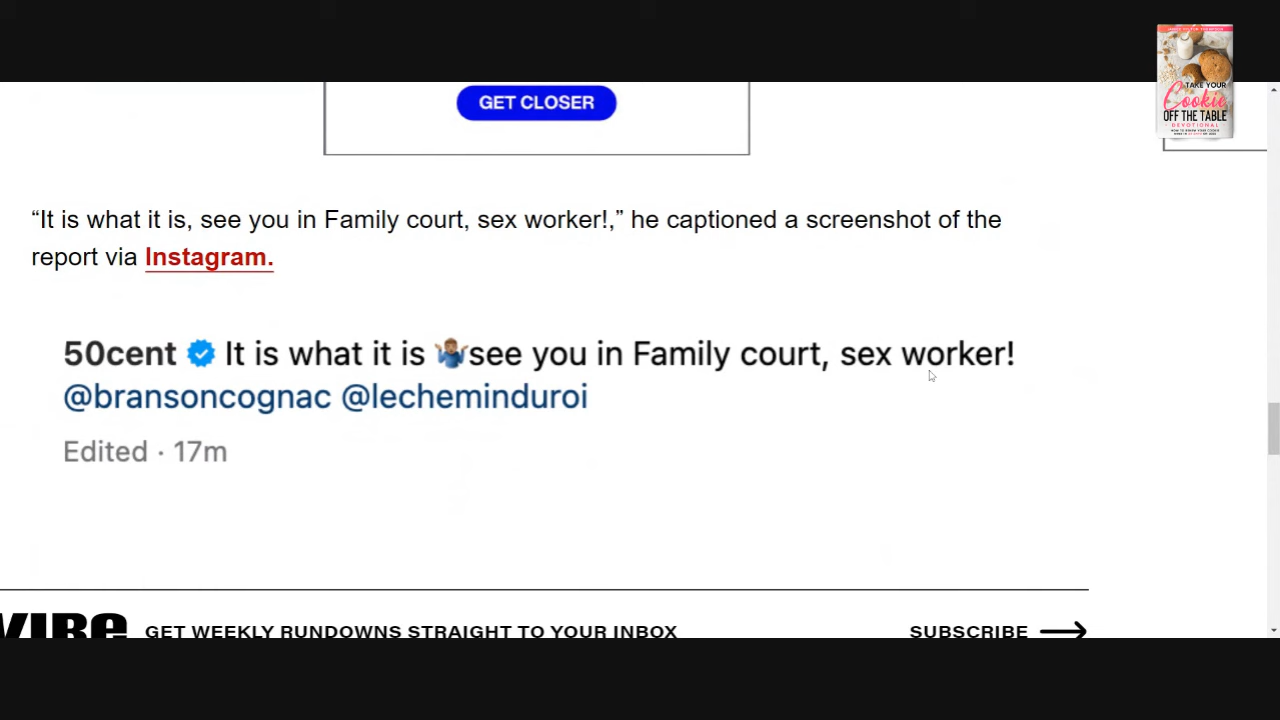 TAKE YOUR
Cookie
OFF THE TABLE
DEVOTIONAL
GET CLOSER
“It is what it is, see you in Family court, sex worker!,” he captioned a screenshot of the
report via Instagram.
50cent It is what it is 🤷🏽‍♂️see you in Family court, sex worker!
@bransoncognac @lecheminduroi
Edited · 17m
VIBE GET WEEKLY RUNDOWNS STRAIGHT TO YOUR INBOX SUBSCRIBE